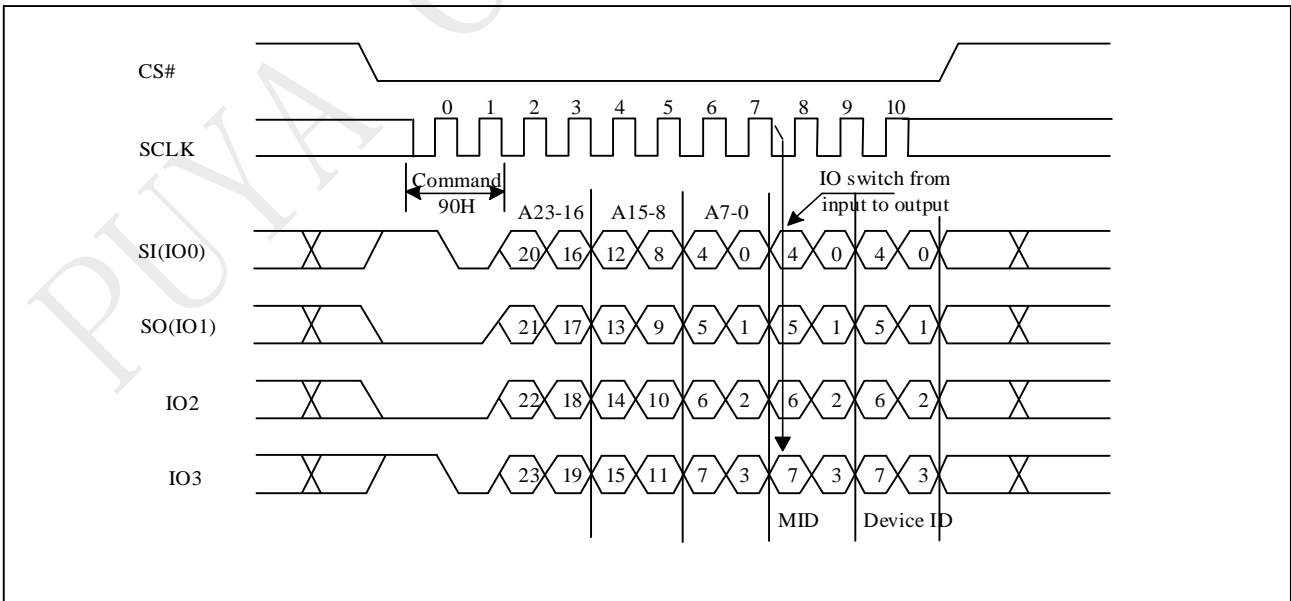 PUYA C
CS#
0 1 2 3 4 5 6 7 8 9 10
SCLK
Command
90H
IO switch from
input to output
A23-16 A15-8 A7-0
SI(IO0) 20 16 12 8 4 0 4 0 4 0
SO(IO1) 21 17 13 9 5 1 5 1 5 1
IO2 22 18 14 10 6 2 6 2 6 2
IO3 23 19 15 11 7 3 7 3 7 3
MID Device ID